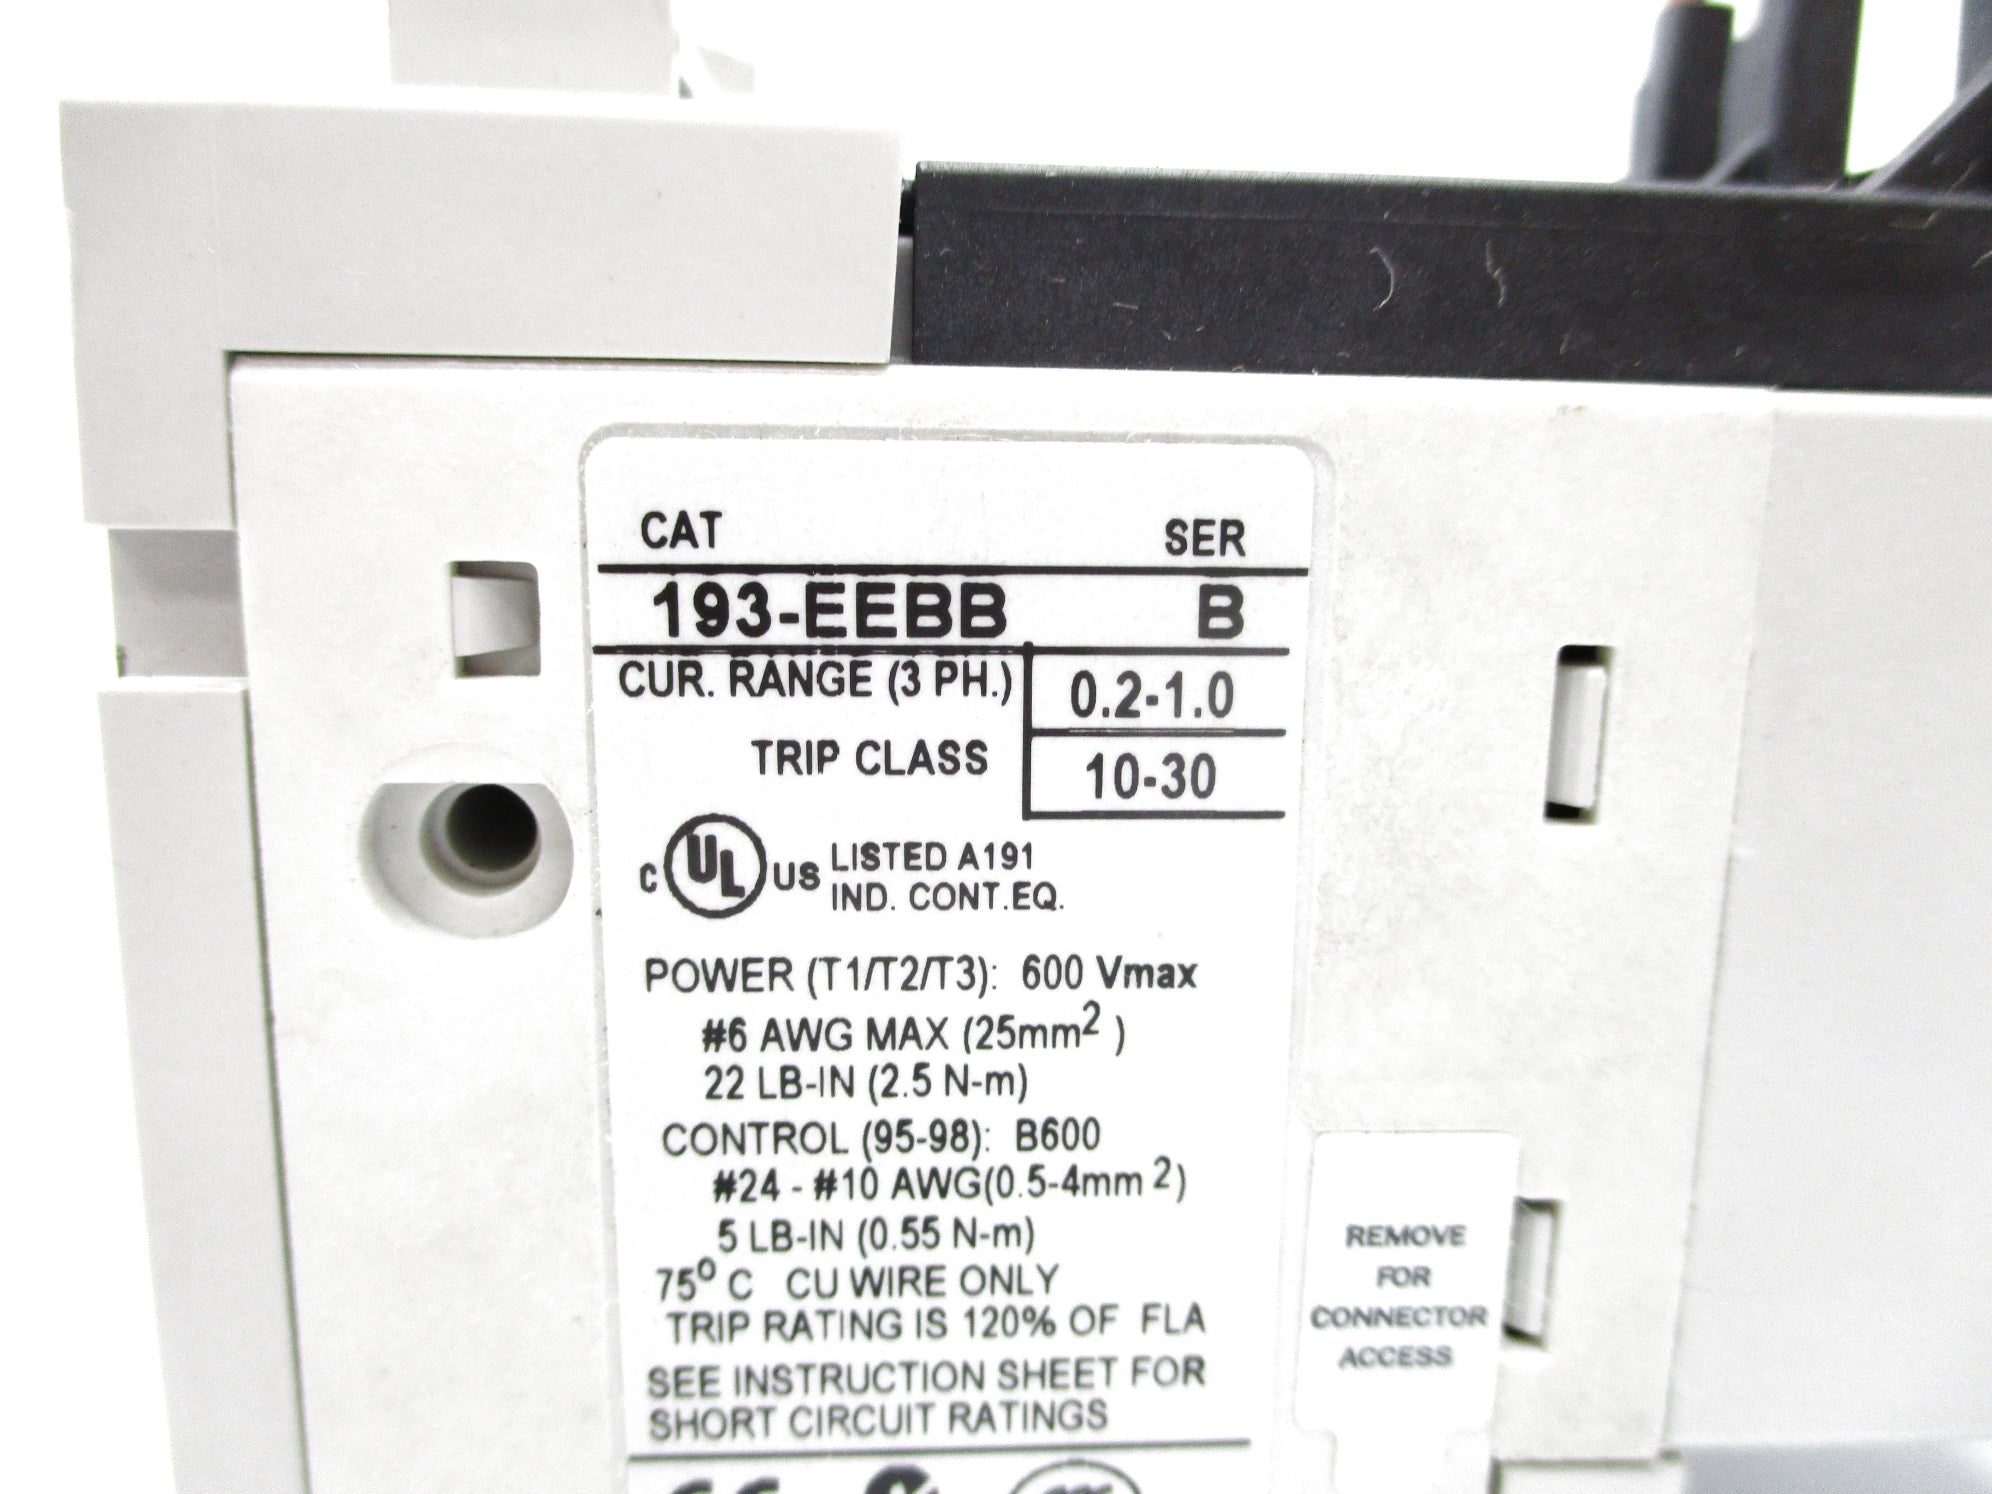 CAT SER
193-EEBB B
CUR. RANGE (3 PH.) 0.2-1.0
TRIP CLASS 10-30
C UL US LISTED A191
IND. CONT.EQ.
POWER (T1/T2/T3): 600 Vmax
#6 AWG MAX (25mm²)
22 LB-IN (2.5 N-m)
CONTROL (95-98): B600
#24 - #10 AWG(0.5-4mm²)
5 LB-IN (0.55 N-m)
75° C CU WIRE ONLY
TRIP RATING IS 120% OF FLA
SEE INSTRUCTION SHEET FOR
SHORT CIRCUIT RATINGS
REMOVE
FOR
CONNECTOR
ACCESS